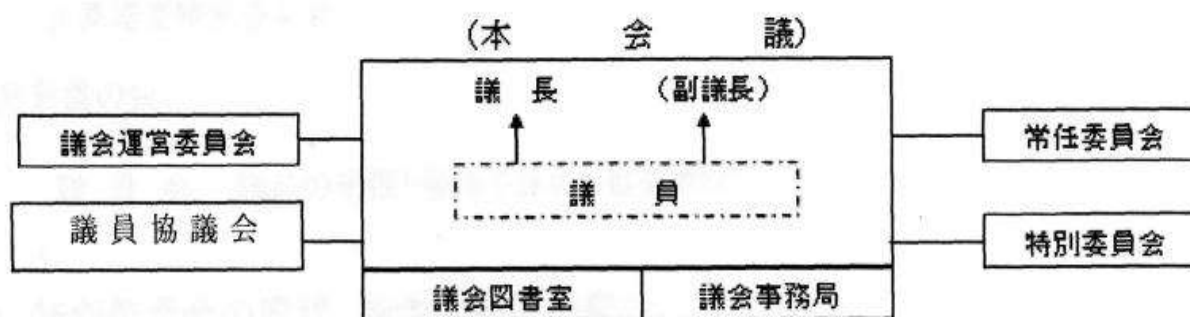 (本 会 議)
議 長 (副議長)
議会運営委員会
常任委員会
議 員
議員協議会
特別委員会
議会図書室 議会事務局